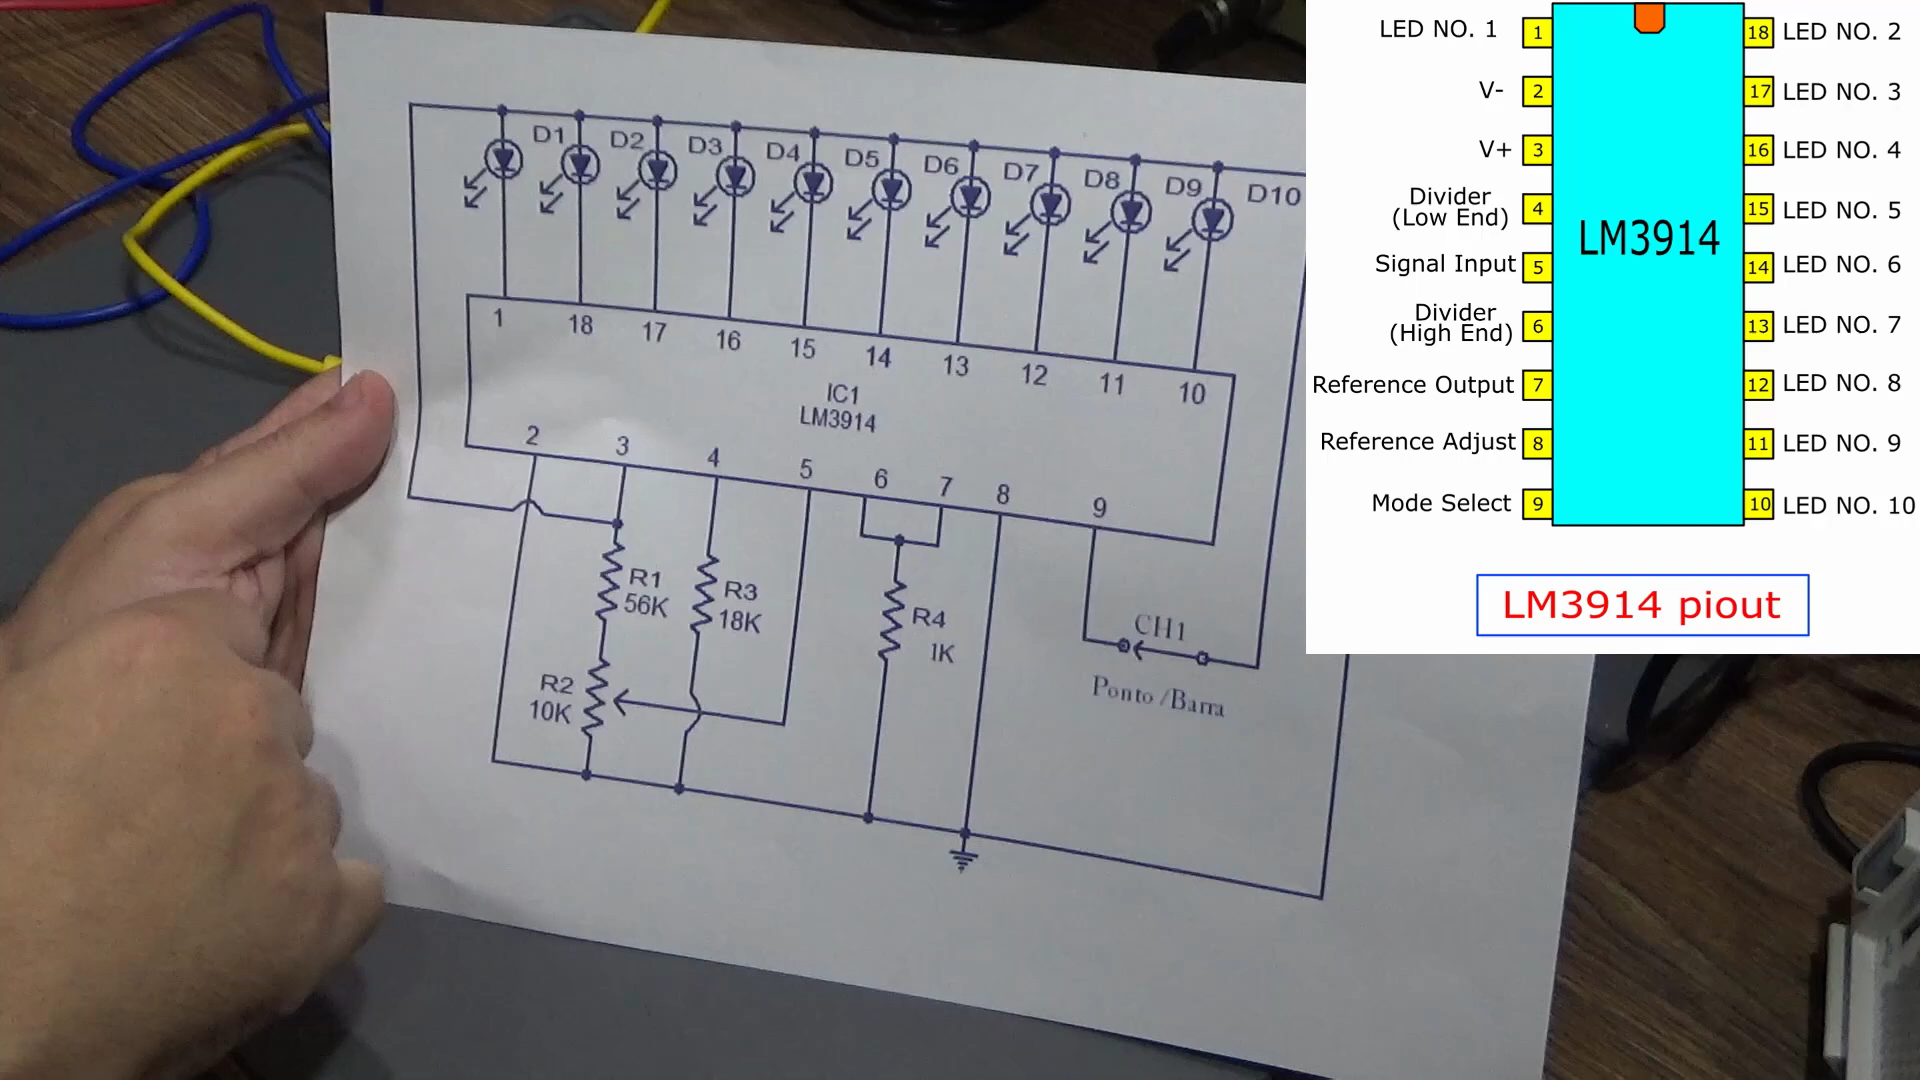 D1 D2 D3 D4 D5 D6 D7 D8 D9 D10
1 18 17 16 15 14 13 12 11 10
IC1
LM3914
2 3 4 5 6 7 8 9
R1
56K
R3
18K
R4
1K
CH1
R2
10K
Ponto /Barra
LED NO. 1 1 18 LED NO. 2
V- 2 17 LED NO. 3
V+ 3 16 LED NO. 4
Divider
(Low End) 4 15 LED NO. 5
LM3914
Signal Input 5 14 LED NO. 6
Divider
(High End) 6 13 LED NO. 7
Reference Output 7 12 LED NO. 8
Reference Adjust 8 11 LED NO. 9
Mode Select 9 10 LED NO. 10
LM3914 piout